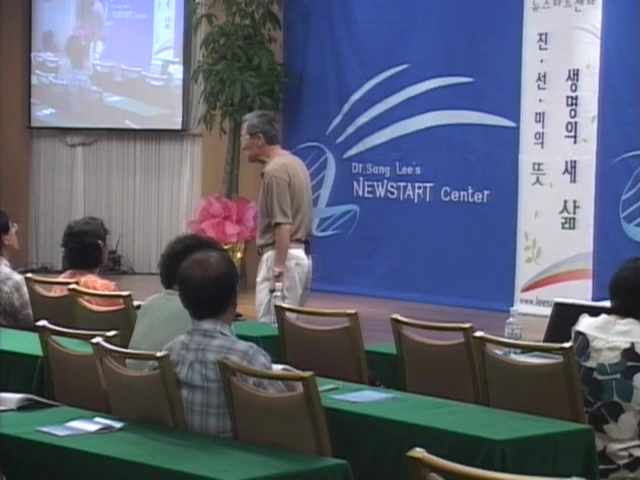 뉴스타트센터
진·선·미의 뜻
생명의 새 삶
Dr.Sang Lee's
NEWSTART Center
NEWSTART